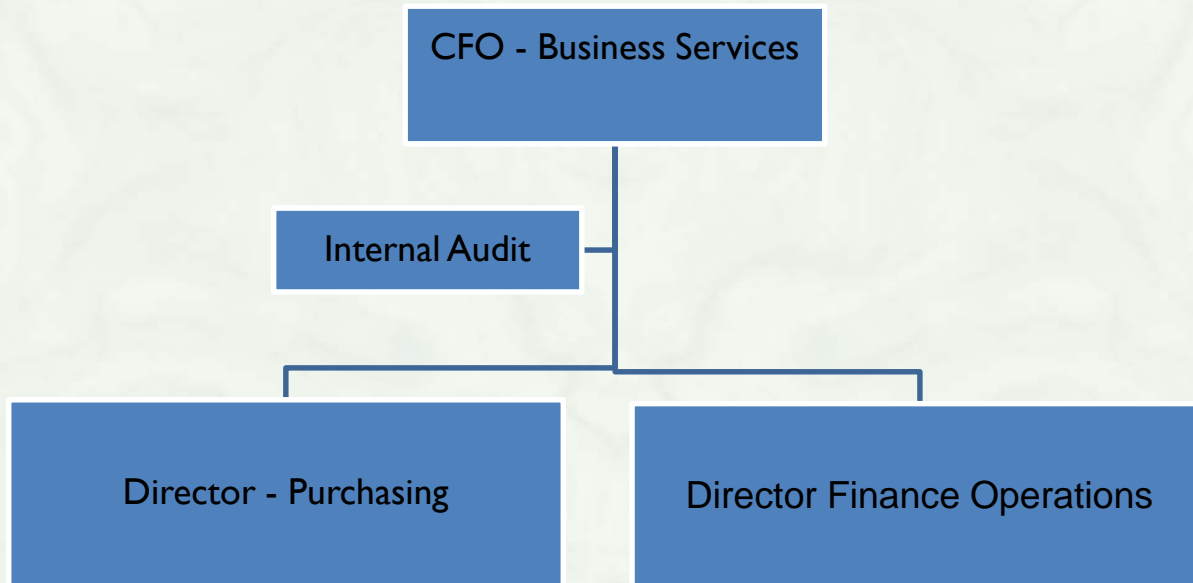 CFO - Business Services
Internal Audit
Director - Purchasing
Director Finance Operations